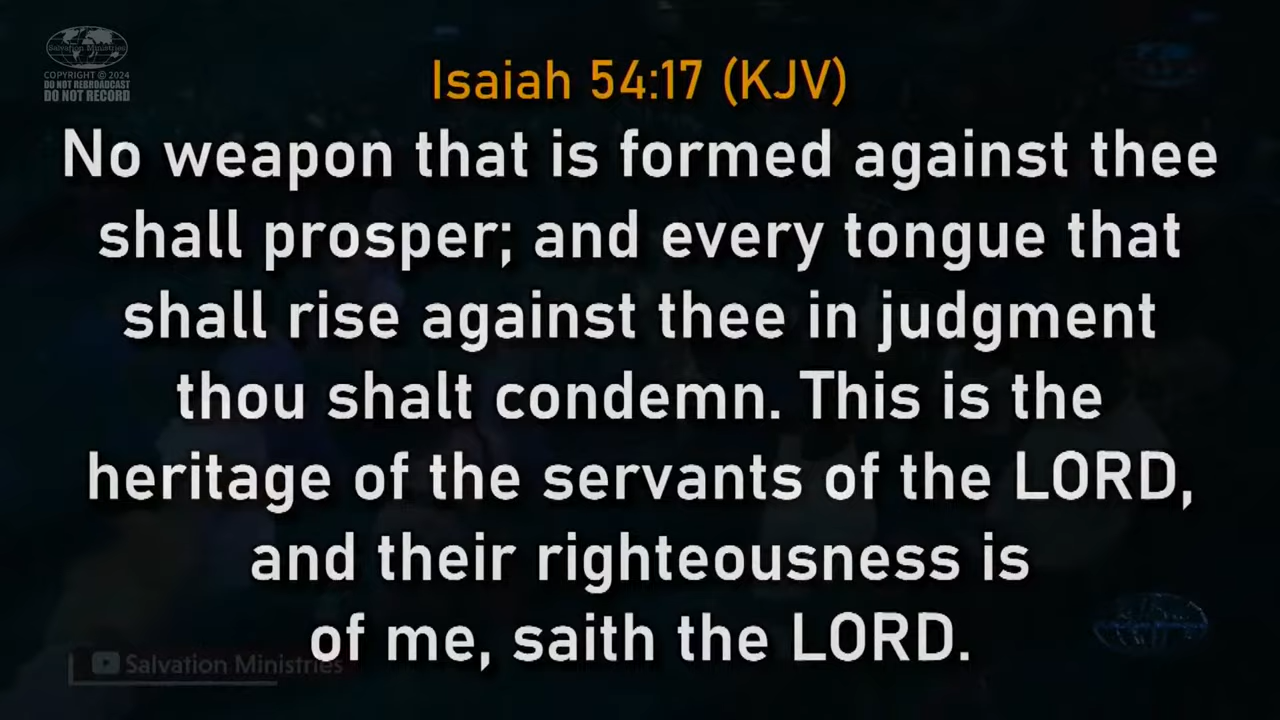 Salvation Ministries
COPYRIGHT @ 2024
DO NOT REBROADCAST
DO NOT RECORD
Isaiah 54:17 (KJV)
No weapon that is formed against thee
shall prosper; and every tongue that
shall rise against thee in judgment
thou shalt condemn. This is the
heritage of the servants of the LORD,
and their righteousness is
of me, saith the LORD.
Salvation Ministries